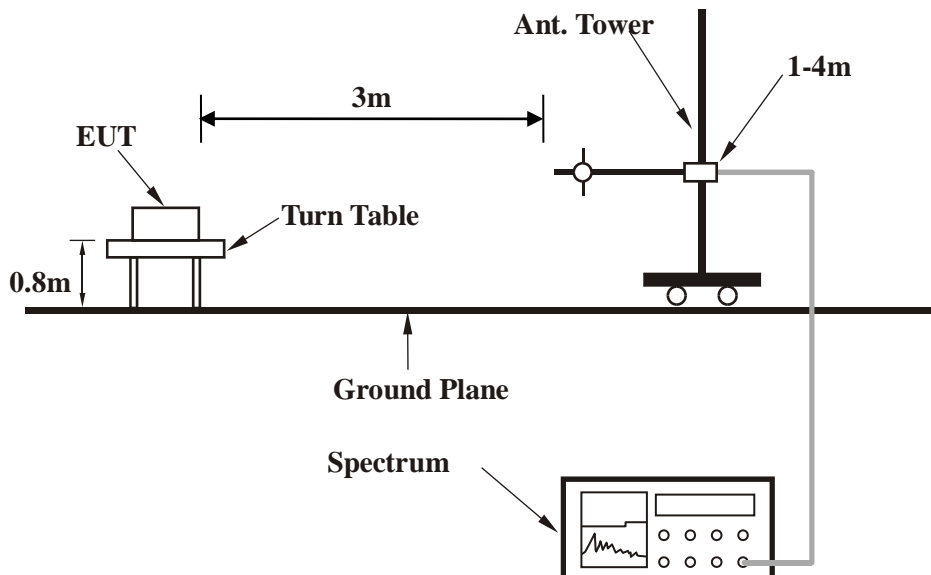 Ant. Tower
1-4m
3m
EUT
Turn Table
0.8m
Ground Plane
Spectrum